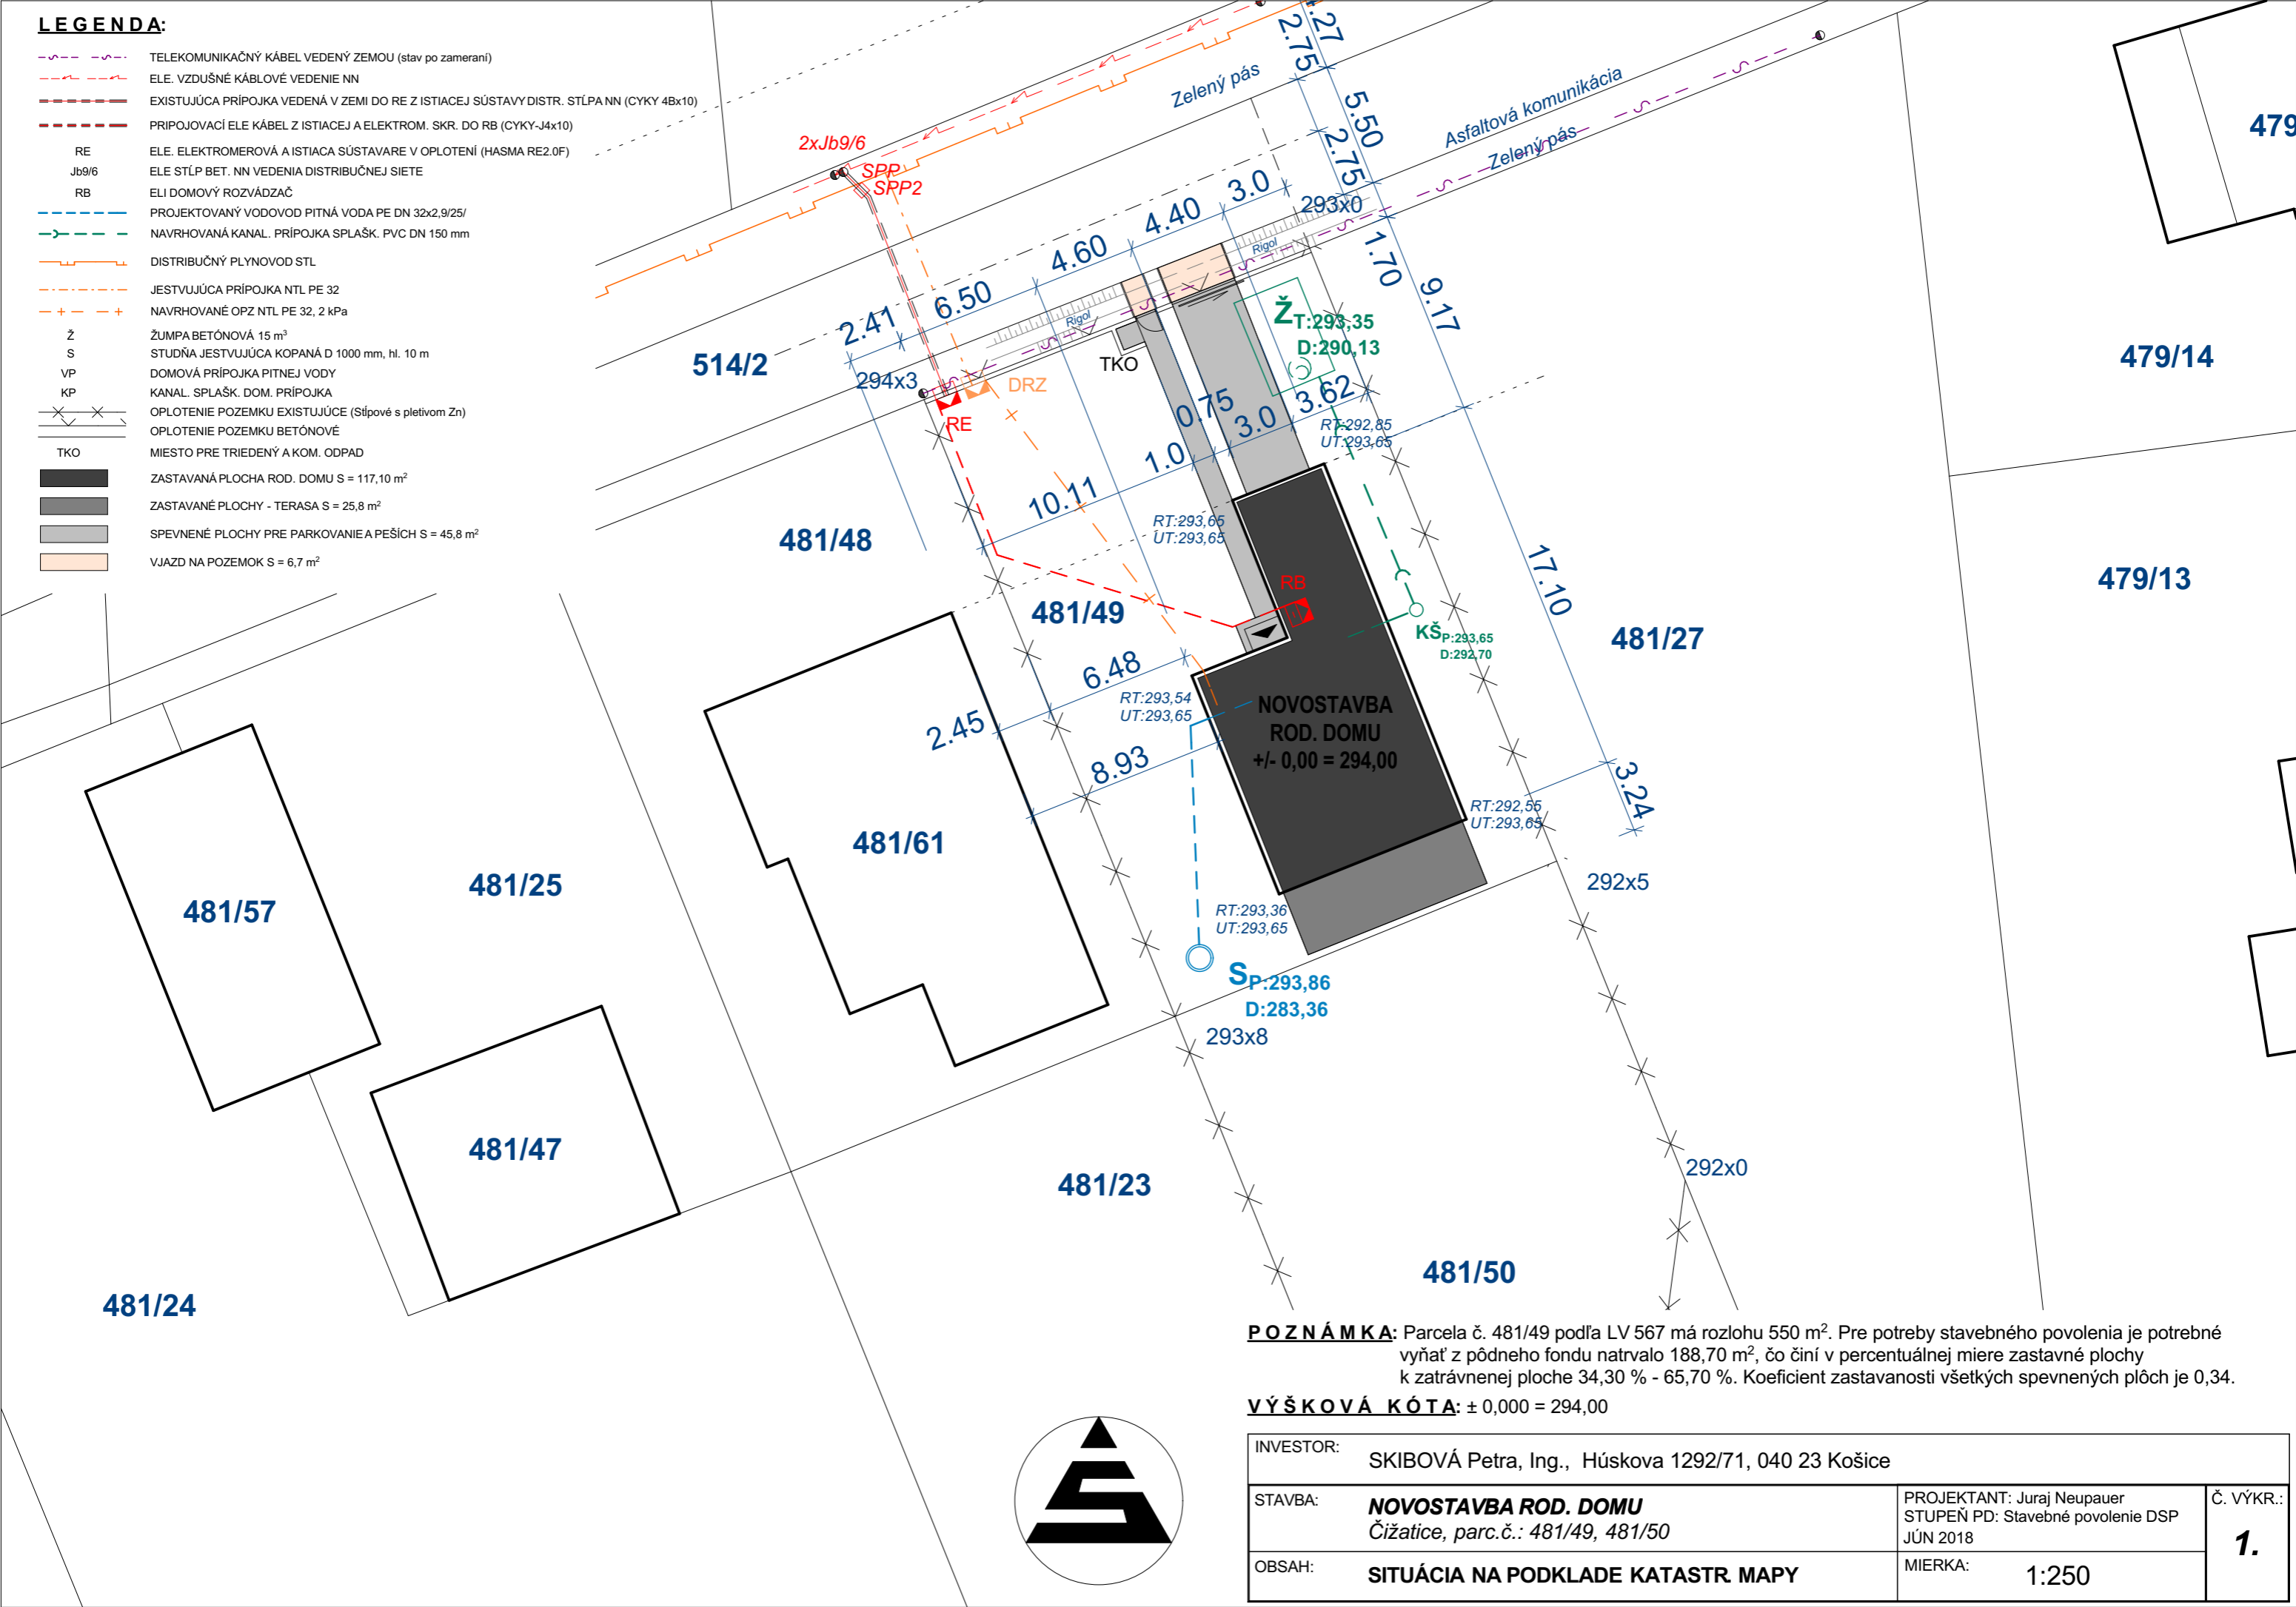 LEGENDA:
TELEKOMUNIKAČNÝ KÁBEL VEDENÝ ZEMOU (stav po zameraní)
ELE. VZDUŠNÉ KÁBLOVÉ VEDENIE NN
EXISTUJÚCA PRÍPOJKA VEDENÁ V ZEMI DO RE Z ISTIACEJ SÚSTAVY DISTR. STĹPA NN (CYKY 4Bx10)
PRIPOJOVACÍ ELE KÁBEL Z ISTIACEJ A ELEKTROM. SKR. DO RB (CYKY-J4x10)
RE ELE. ELEKTROMEROVÁ A ISTIACA SÚSTAVARE V OPLOTENÍ (HASMA RE2.0F)
Jb9/6 ELE STĹP BET. NN VEDENIA DISTRIBUČNEJ SIETE
RB ELI DOMOVÝ ROZVÁDZAČ
PROJEKTOVANÝ VODOVOD PITNÁ VODA PE DN 32x2,9/25/
NAVRHOVANÁ KANAL. PRÍPOJKA SPLAŠK. PVC DN 150 mm
DISTRIBUČNÝ PLYNOVOD STL
JESTVUJÚCA PRÍPOJKA NTL PE 32
NAVRHOVANÉ OPZ NTL PE 32, 2 kPa
Ž ŽUMPA BETÓNOVÁ 15 m³
S STUDŇA JESTVUJÚCA KOPANÁ D 1000 mm, hl. 10 m
VP DOMOVÁ PRÍPOJKA PITNEJ VODY
KP KANAL. SPLAŠK. DOM. PRÍPOJKA
OPLOTENIE POZEMKU EXISTUJÚCE (Stĺpové s pletivom Zn)
OPLOTENIE POZEMKU BETÓNOVÉ
TKO MIESTO PRE TRIEDENÝ A KOM. ODPAD
ZASTAVANÁ PLOCHA ROD. DOMU S = 117,10 m²
ZASTAVANÉ PLOCHY - TERASA S = 25,8 m²
SPEVNENÉ PLOCHY PRE PARKOVANIE A PEŠÍCH S = 45,8 m²
VJAZD NA POZEMOK S = 6,7 m²
2xJb9/6
SPP
SPP2
Zelený pás
Asfaltová komunikácia
Zelený pás
.27
2.75
5.50
2.75
1.70
9.17
17.10
3.24
2.41
6.50
4.60
4.40
3.0
293x0
Rigol
Rigol
514/2
294x3
RE
DRZ
TKO
Ž T:293,35
D:290,13
10.11
1.0
0.75
3.0
3.62
RT:292,85
UT:293,65
RT:293,65
ÚT:293,65
479
479/14
479/13
481/48
481/49
481/27
RB
KŠ P:293,65
D:292,70
6.48
2.45
8.93
RT:293,54
UT:293,65
NOVOSTAVBA
ROD. DOMU
+/- 0,00 = 294,00
RT:292,55
UT:293,65
292x5
RT:293,36
UT:293,65
S P:293,86
D:283,36
293x8
481/61
481/57
481/25
481/47
481/24
481/23
292x0
481/50
POZNÁMKA: Parcela č. 481/49 podľa LV 567 má rozlohu 550 m². Pre potreby stavebného povolenia je potrebné
vyňať z pôdneho fondu natrvalo 188,70 m², čo činí v percentuálnej miere zastavné plochy
k zatrávnenej ploche 34,30 % - 65,70 %. Koeficient zastavanosti všetkých spevnených plôch je 0,34.
VÝŠKOVÁ KÓTA: ± 0,000 = 294,00
INVESTOR: SKIBOVÁ Petra, Ing., Húskova 1292/71, 040 23 Košice
STAVBA: NOVOSTAVBA ROD. DOMU
Čižatice, parc.č.: 481/49, 481/50
PROJEKTANT: Juraj Neupauer
STUPEŇ PD: Stavebné povolenie DSP
JÚN 2018
Č. VÝKR.:
1.
OBSAH: SITUÁCIA NA PODKLADE KATASTR. MAPY
MIERKA: 1:250